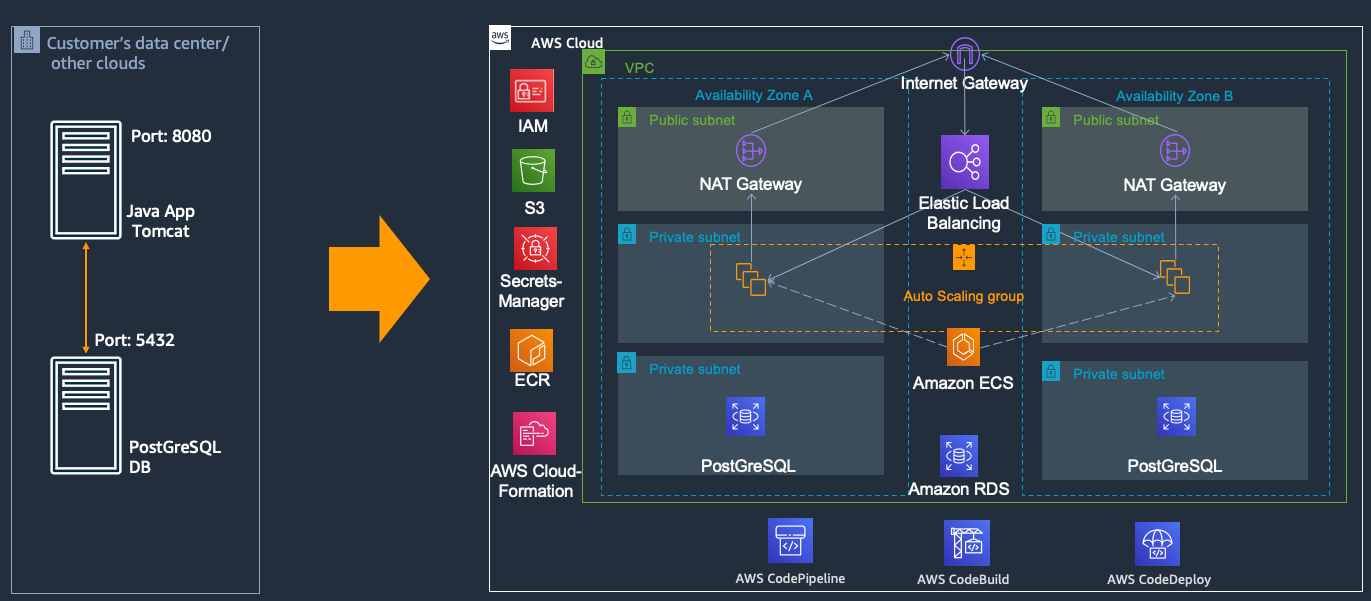 Customer's data center/
other clouds
Port: 8080
Java App
Tomcat
Port: 5432
PostGreSQL
DB
aws
AWS Cloud
IAM
S3
Secrets-
Manager
ECR
AWS Cloud-
Formation
VPC
Internet Gateway
Availability Zone A
Public subnet
NAT Gateway
Private subnet
Private subnet
PostGreSQL
Elastic Load
Balancing
Auto Scaling group
Amazon ECS
Amazon RDS
Availability Zone B
Public subnet
NAT Gateway
Private subnet
Private subnet
PostGreSQL
AWS CodePipeline
AWS CodeBuild
AWS CodeDeploy